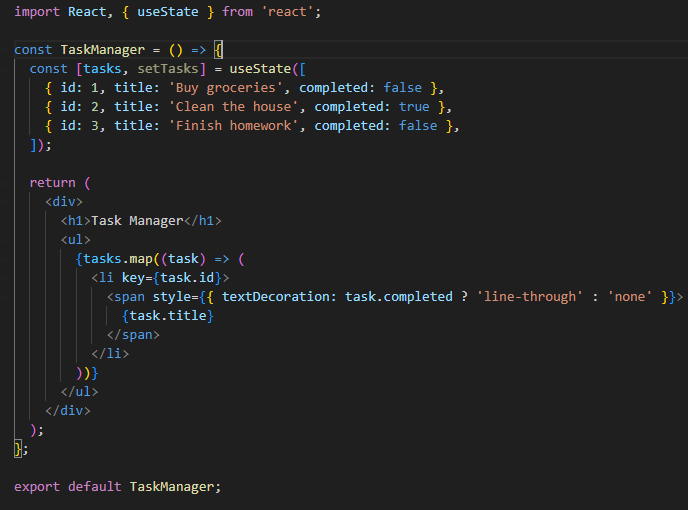 import React, { useState } from 'react';

const TaskManager = () => {
  const [tasks, setTasks] = useState([
    { id: 1, title: 'Buy groceries', completed: false },
    { id: 2, title: 'Clean the house', completed: true },
    { id: 3, title: 'Finish homework', completed: false },
  ]);

  return (
    <div>
      <h1>Task Manager</h1>
      <ul>
        {tasks.map((task) => (
          <li key={task.id}>
            <span style={{ textDecoration: task.completed ? 'line-through' : 'none' }}>
              {task.title}
            </span>
          </li>
        ))}
      </ul>
    </div>
  );
};

export default TaskManager;